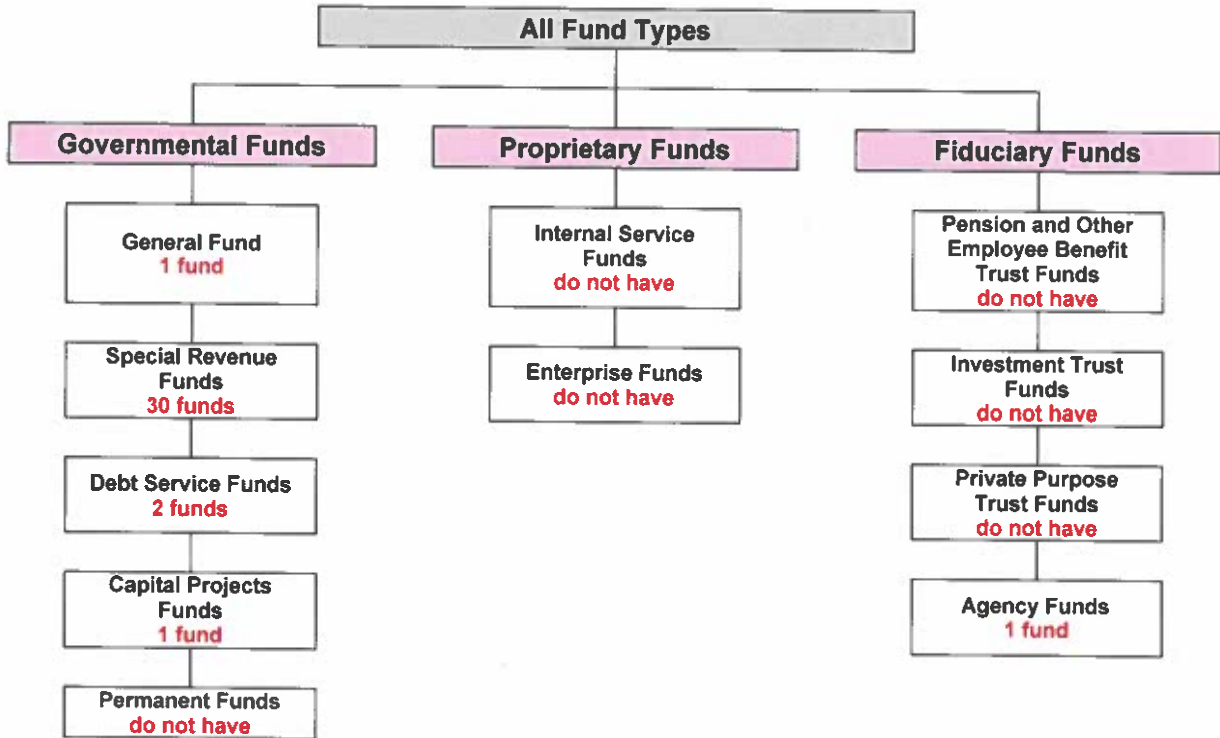 All Fund Types
Governmental Funds
General Fund
1 fund
Special Revenue
Funds
30 funds
Debt Service Funds
2 funds
Capital Projects
Funds
1 fund
Permanent Funds
do not have
Proprietary Funds
Internal Service
Funds
do not have
Enterprise Funds
do not have
Fiduciary Funds
Pension and Other
Employee Benefit
Trust Funds
do not have
Investment Trust
Funds
do not have
Private Purpose
Trust Funds
do not have
Agency Funds
1 fund